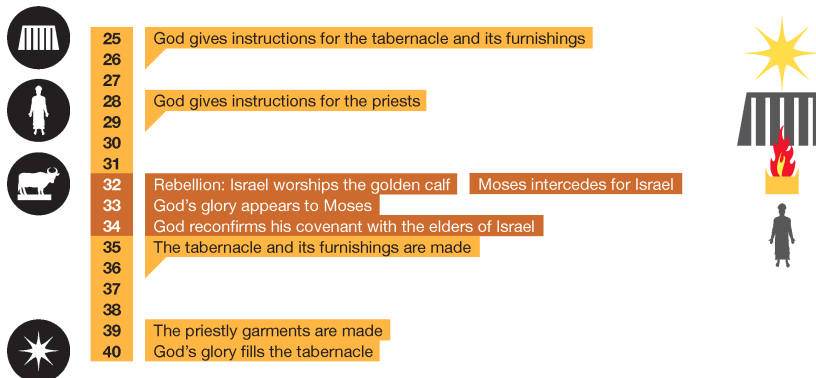 25 God gives instructions for the tabernacle and its furnishings
26
27
28 God gives instructions for the priests
29
30
31
32 Rebellion: Israel worships the golden calf Moses intercedes for Israel
33 God’s glory appears to Moses
34 God reconfirms his covenant with the elders of Israel
35 The tabernacle and its furnishings are made
36
37
38
39 The priestly garments are made
40 God’s glory fills the tabernacle